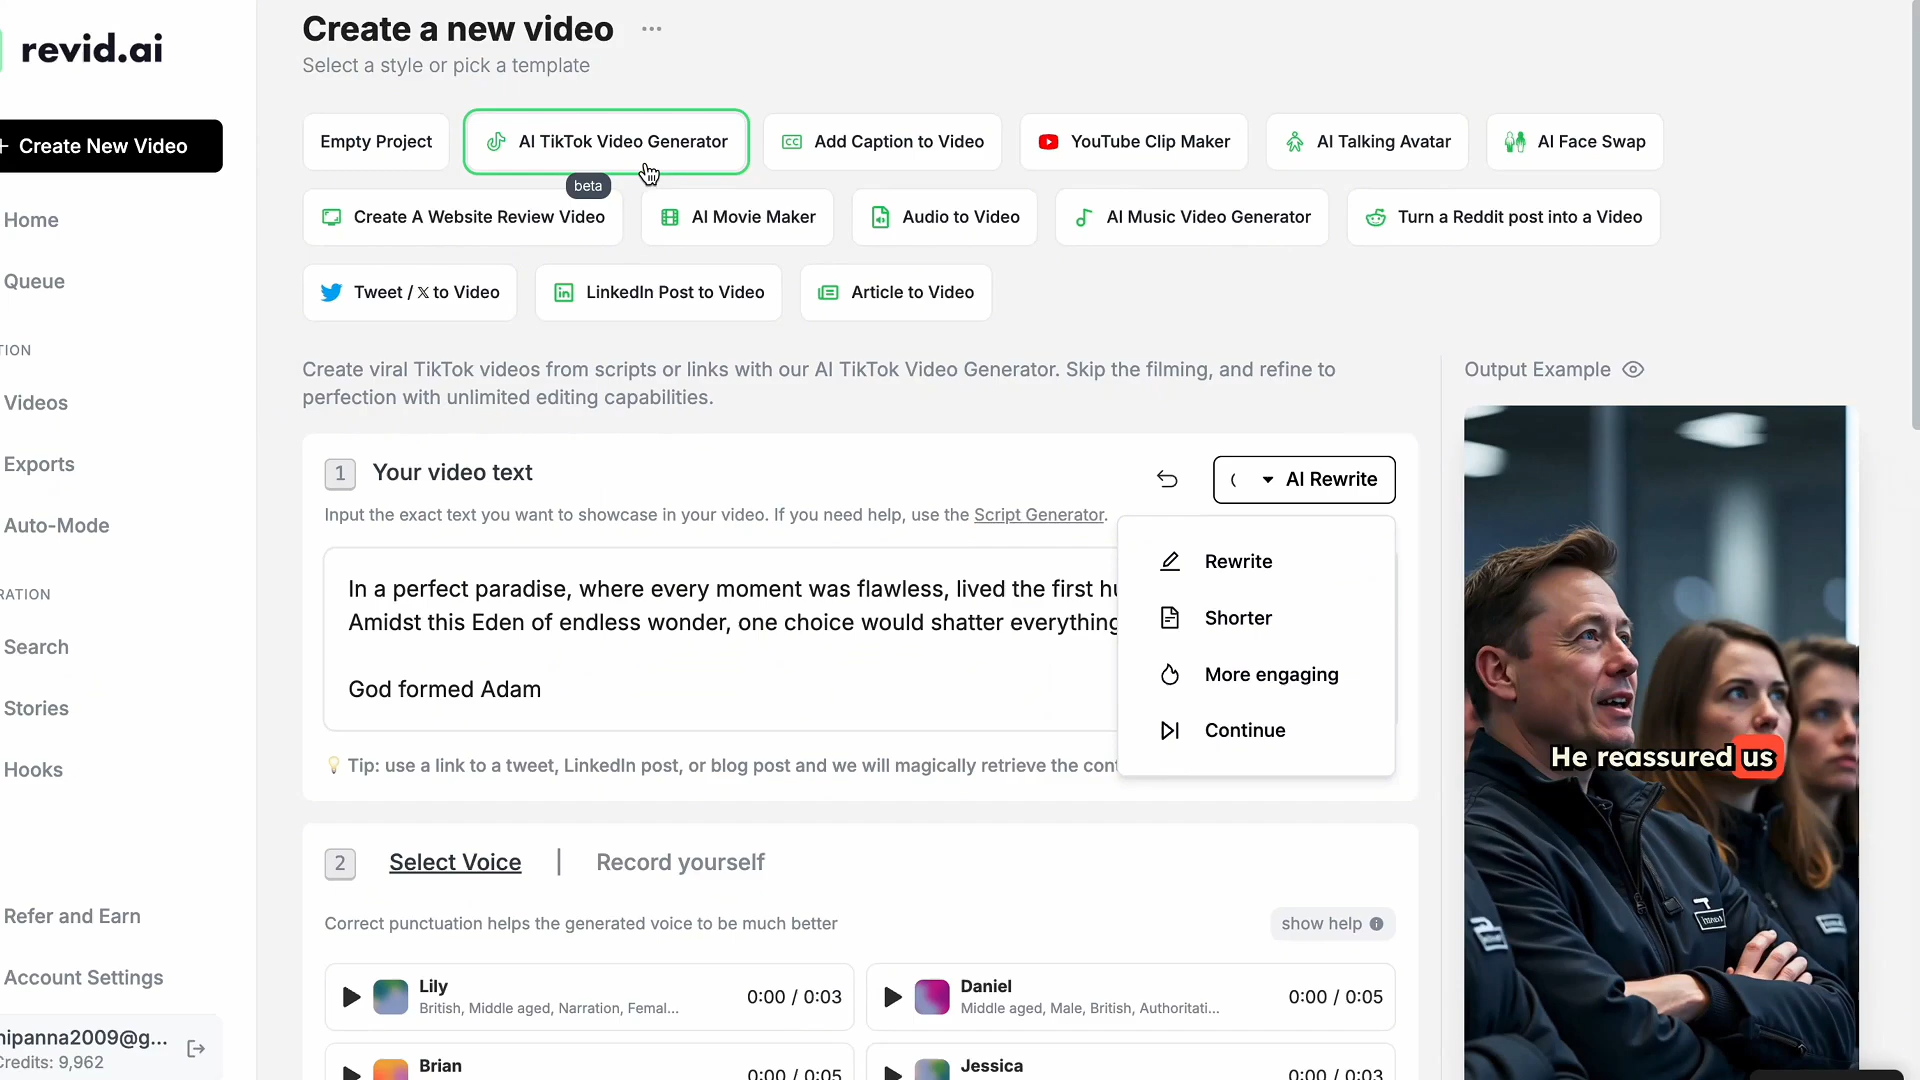 revid.ai
Create New Video
Home
Queue
TION
Videos
Exports
Auto-Mode
RATION
Search
Stories
Hooks
Refer and Earn
Account Settings
nipanna2009@g...
Credits: 9,962
Create a new video ...
Select a style or pick a template
Empty Project
AI TikTok Video Generator
Add Caption to Video
YouTube Clip Maker
AI Talking Avatar
AI Face Swap
beta
Create A Website Review Video
AI Movie Maker
Audio to Video
AI Music Video Generator
Turn a Reddit post into a Video
Tweet / 𝕏 to Video
LinkedIn Post to Video
Article to Video
Create viral TikTok videos from scripts or links with our AI TikTok Video Generator. Skip the filming, and refine to
perfection with unlimited editing capabilities.
1 Your video text
AI Rewrite
Input the exact text you want to showcase in your video. If you need help, use the Script Generator.
Rewrite
Shorter
More engaging
Continue
In a perfect paradise, where every moment was flawless, lived the first hu
Amidst this Eden of endless wonder, one choice would shatter everything
God formed Adam
Tip: use a link to a tweet, LinkedIn post, or blog post and we will magically retrieve the con
2 Select Voice | Record yourself
Correct punctuation helps the generated voice to be much better
show help
Lily
British, Middle aged, Narration, Femal...
0:00 / 0:03
Daniel
Middle aged, Male, British, Authoritati...
0:00 / 0:05
Brian
0:00 / 0:05
Jessica
0:00 / 0:03
Output Example
He reassured us